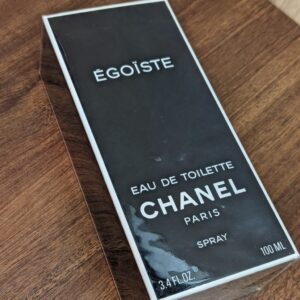 ÉGOÏSTE
EAU DE TOILETTE
CHANEL
PARIS
SPRAY
3.4 FL. OZ. 100 ML